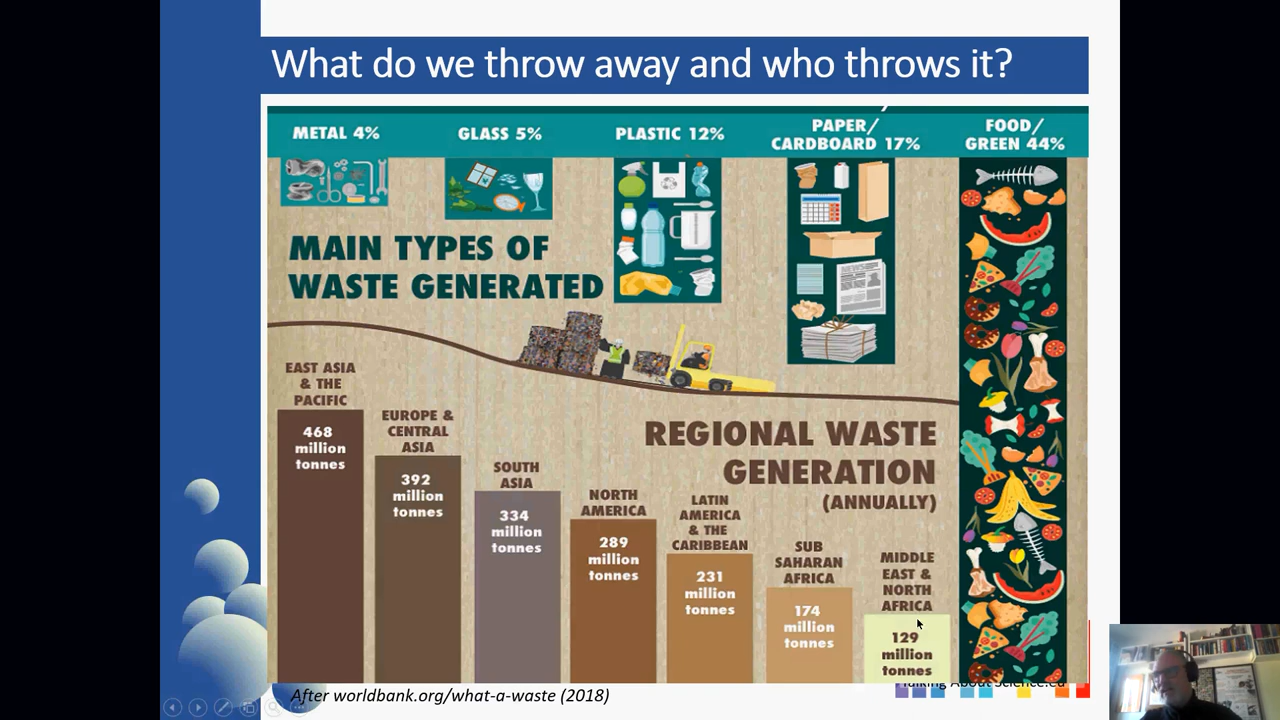 What do we throw away and who throws it?
METAL 4%
GLASS 5%
PLASTIC 12%
PAPER/
CARDBOARD 17%
FOOD/
GREEN 44%
MAIN TYPES OF
WASTE GENERATED
REGIONAL WASTE
GENERATION
(ANNUALLY)
EAST ASIA
& THE
PACIFIC
468
million
tonnes
EUROPE &
CENTRAL
ASIA
392
million
tonnes
SOUTH
ASIA
334
million
tonnes
NORTH
AMERICA
289
million
tonnes
LATIN
AMERICA
& THE
CARIBBEAN
231
million
tonnes
SUB
SAHARAN
AFRICA
174
million
tonnes
MIDDLE
EAST &
NORTH
AFRICA
129
million
tonnes
After worldbank.org/what-a-waste (2018)
Talking About Science.ed